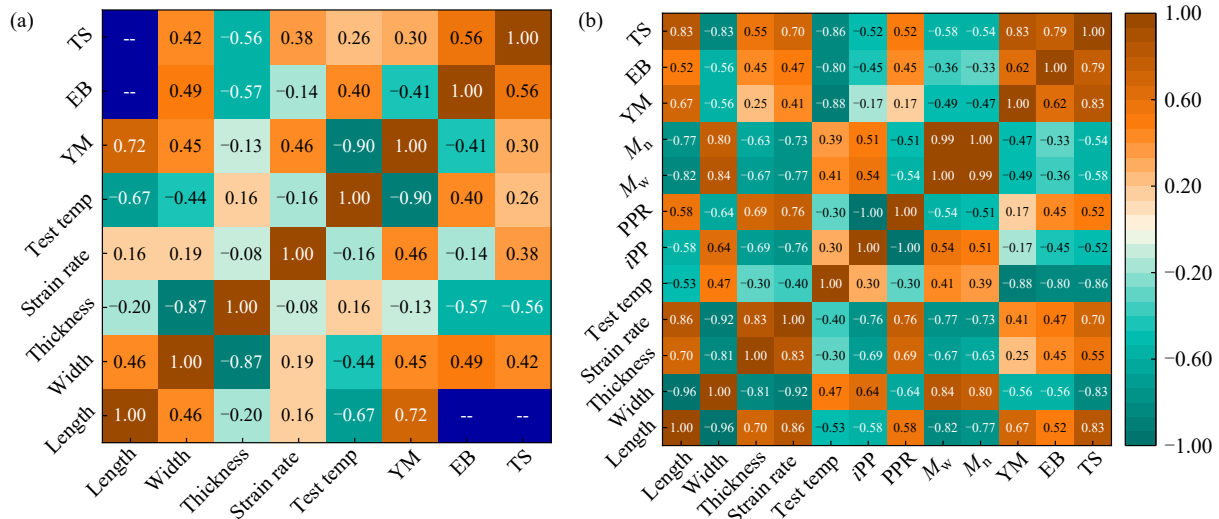 (a)
TS -- 0.42 −0.56 0.38 0.26 0.30 0.56 1.00
EB -- 0.49 −0.57 −0.14 0.40 −0.41 1.00 0.56
YM 0.72 0.45 −0.13 0.46 −0.90 1.00 −0.41 0.30
Test temp −0.67 −0.44 0.16 −0.16 1.00 −0.90 0.40 0.26
Strain rate 0.16 0.19 −0.08 1.00 −0.16 0.46 −0.14 0.38
Thickness −0.20 −0.87 1.00 −0.08 0.16 −0.13 −0.57 −0.56
Width 0.46 1.00 −0.87 0.19 −0.44 0.45 0.49 0.42
Length 1.00 0.46 −0.20 0.16 −0.67 0.72 -- --
Length Width Thickness Strain rate Test temp YM EB TS
(b)
TS 0.83 −0.83 0.55 0.70 −0.86 −0.52 0.52 −0.58 −0.54 0.83 0.79 1.00
EB 0.52 −0.56 0.45 0.47 −0.80 −0.45 0.45 −0.36 −0.33 0.62 1.00 0.79
YM 0.67 −0.56 0.25 0.41 −0.88 −0.17 0.17 −0.49 −0.47 1.00 0.62 0.83
Mn −0.77 0.80 −0.63 −0.73 0.39 0.51 −0.51 0.99 1.00 −0.47 −0.33 −0.54
Mw −0.82 0.84 −0.67 −0.77 0.41 0.54 −0.54 1.00 0.99 −0.49 −0.36 −0.58
PPR 0.58 −0.64 0.69 0.76 −0.30 −1.00 1.00 −0.54 −0.51 0.17 0.45 0.52
iPP −0.58 0.64 −0.69 −0.76 0.30 1.00 −1.00 0.54 0.51 −0.17 −0.45 −0.52
Test temp −0.53 0.47 −0.30 −0.40 1.00 0.30 −0.30 0.41 0.39 −0.88 −0.80 −0.86
Strain rate 0.86 −0.92 0.83 1.00 −0.40 −0.76 0.76 −0.77 −0.73 0.41 0.47 0.70
Thickness 0.70 −0.81 1.00 0.83 −0.30 −0.69 0.69 −0.67 −0.63 0.25 0.45 0.55
Width −0.96 1.00 −0.81 −0.92 0.47 0.64 −0.64 0.84 0.80 −0.56 −0.56 −0.83
Length 1.00 −0.96 0.70 0.86 −0.53 −0.58 0.58 −0.82 −0.77 0.67 0.52 0.83
Length Width Thickness Strain rate Test temp iPP PPR Mw Mn YM EB TS
1.00
0.60
0.20
−0.20
−0.60
−1.00